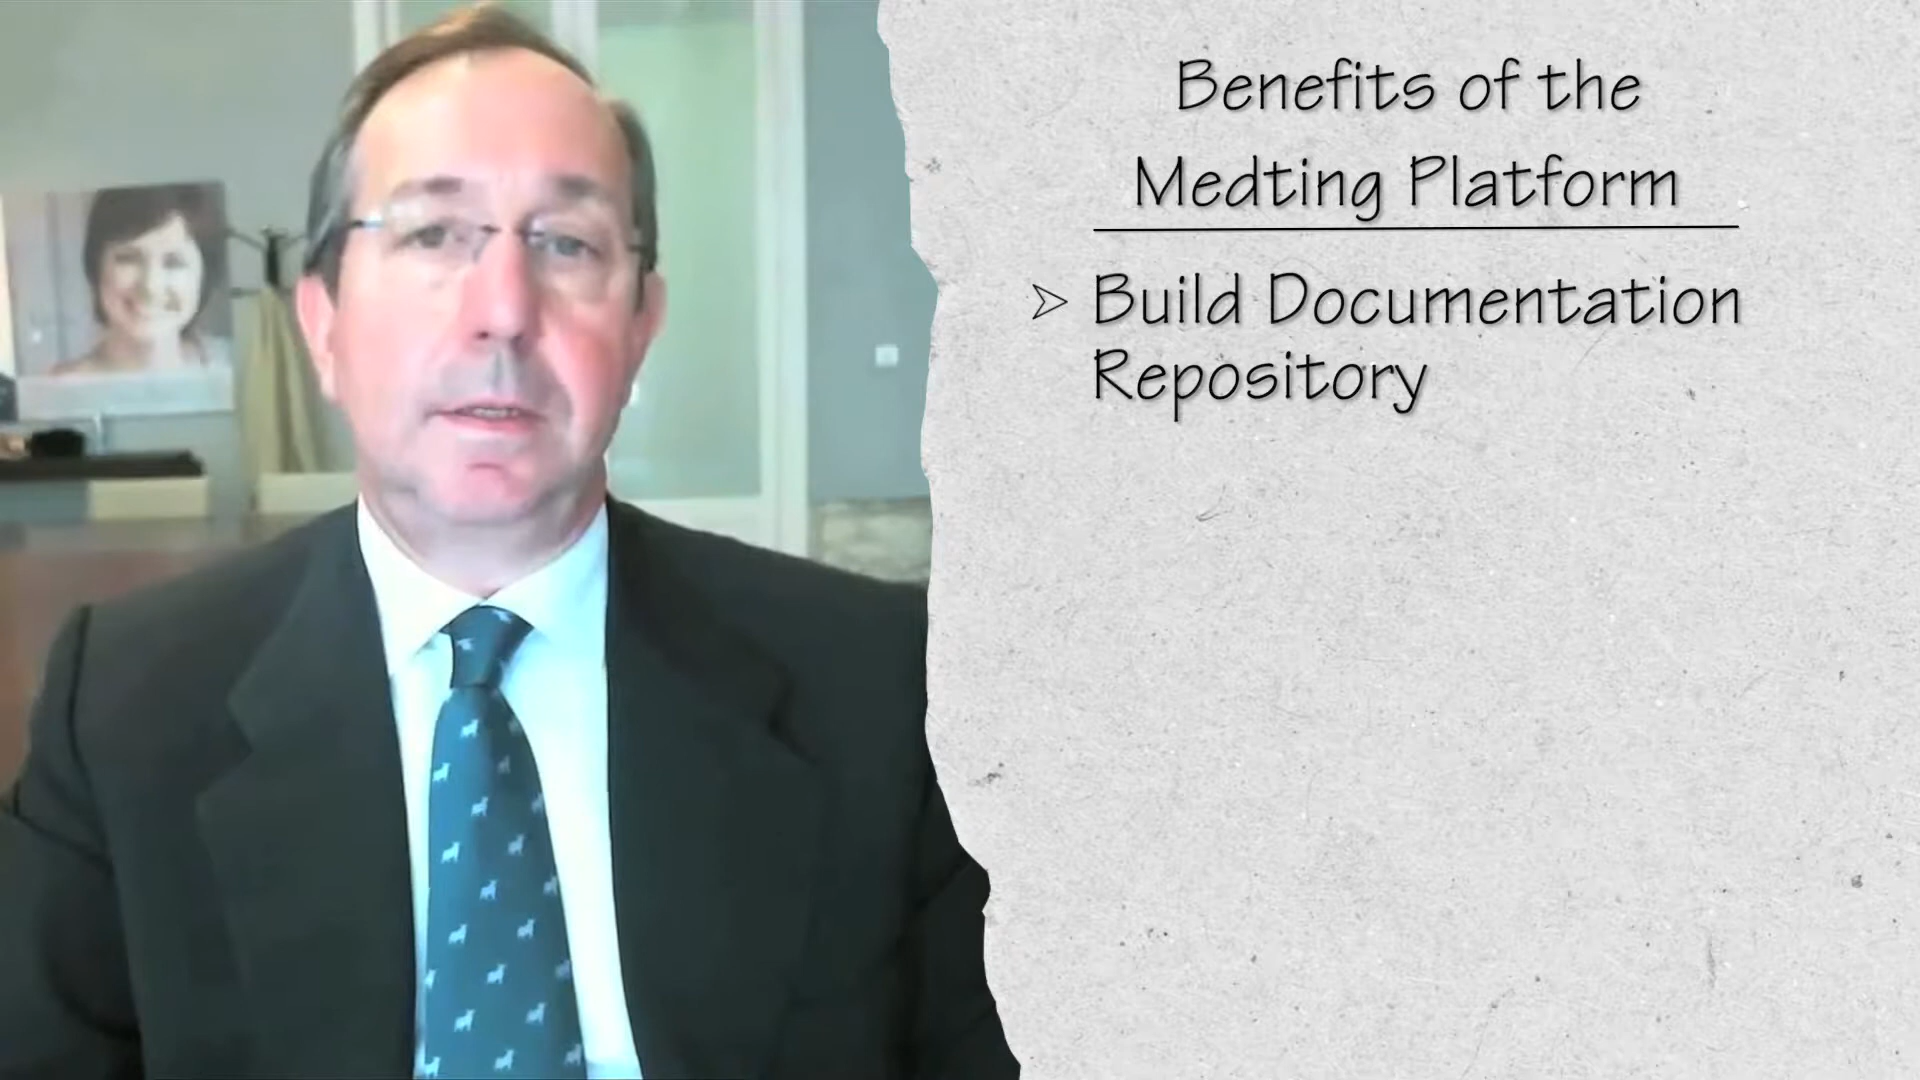 Benefits of the
Medting Platform
Build Documentation
Repository